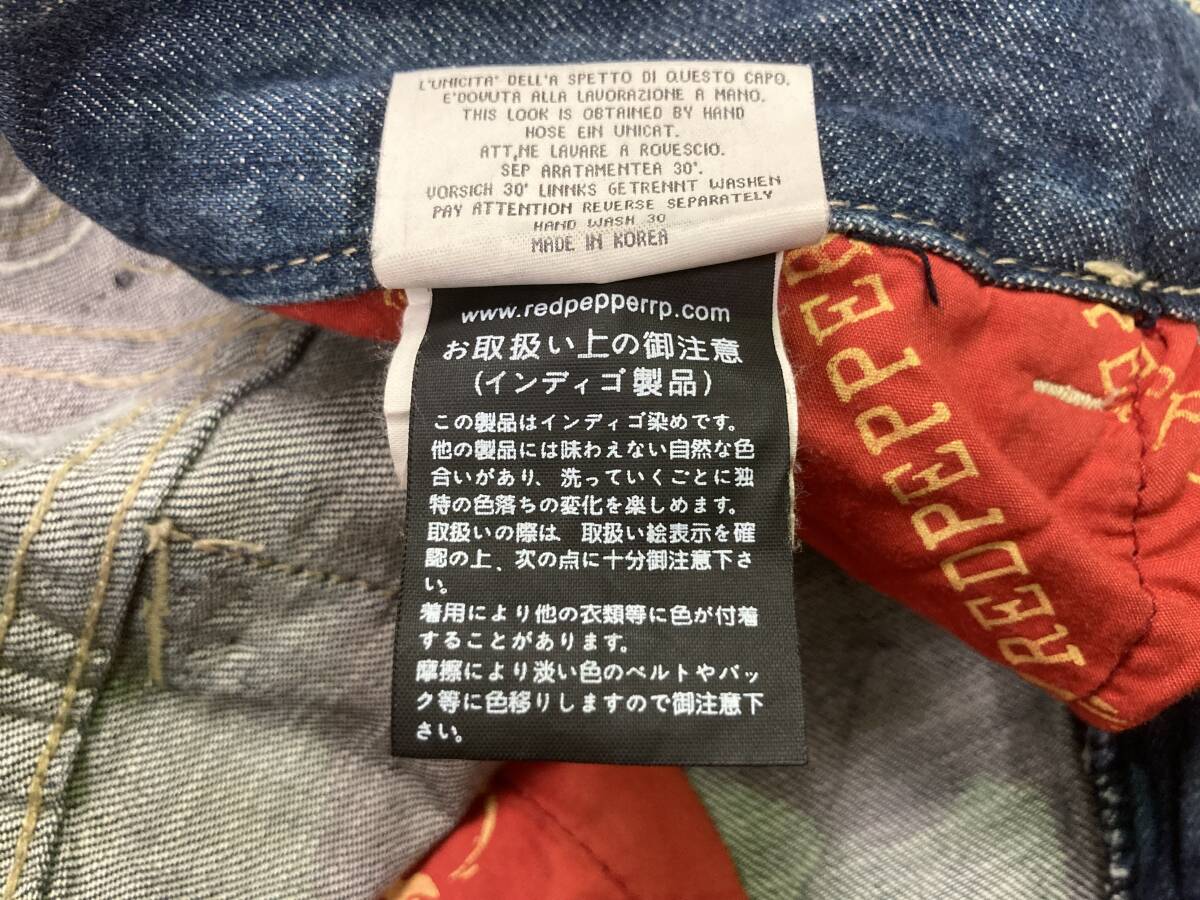 L'UNICITA' DELL'A SPETTO DI QUESTO CAPO.
E'DOVUTA ALLA LAVORAZIONE A MANO.
THIS LOOK IS OBTAINED BY HAND
HOSE EIN UNICAT.
ATT,NE LAVARE A ROVESCIO.
SEP ARATAMENTEA 30'.
VORSICH 30' LINNKS GETRENNT WASHEN
PAY ATTENTION REVERSE SEPARATELY
HAND WASH 30
MADE IN KOREA
www.redpepperrp.com
お取扱い上の御注意
(インディゴ製品)
この製品はインディゴ染めです。
他の製品には味わえない自然な色
合いがあり、洗っていくごとに独
特の色落ちの変化を楽しめます。
取扱いの際は、取扱い絵表示を確
認の上、次の点に十分御注意下さ
い。
着用により他の衣類等に色が付着
することがあります。
摩擦により淡い色のベルトやバッ
ク等に色移りしますので御注意下
さい。
REDPEPPER